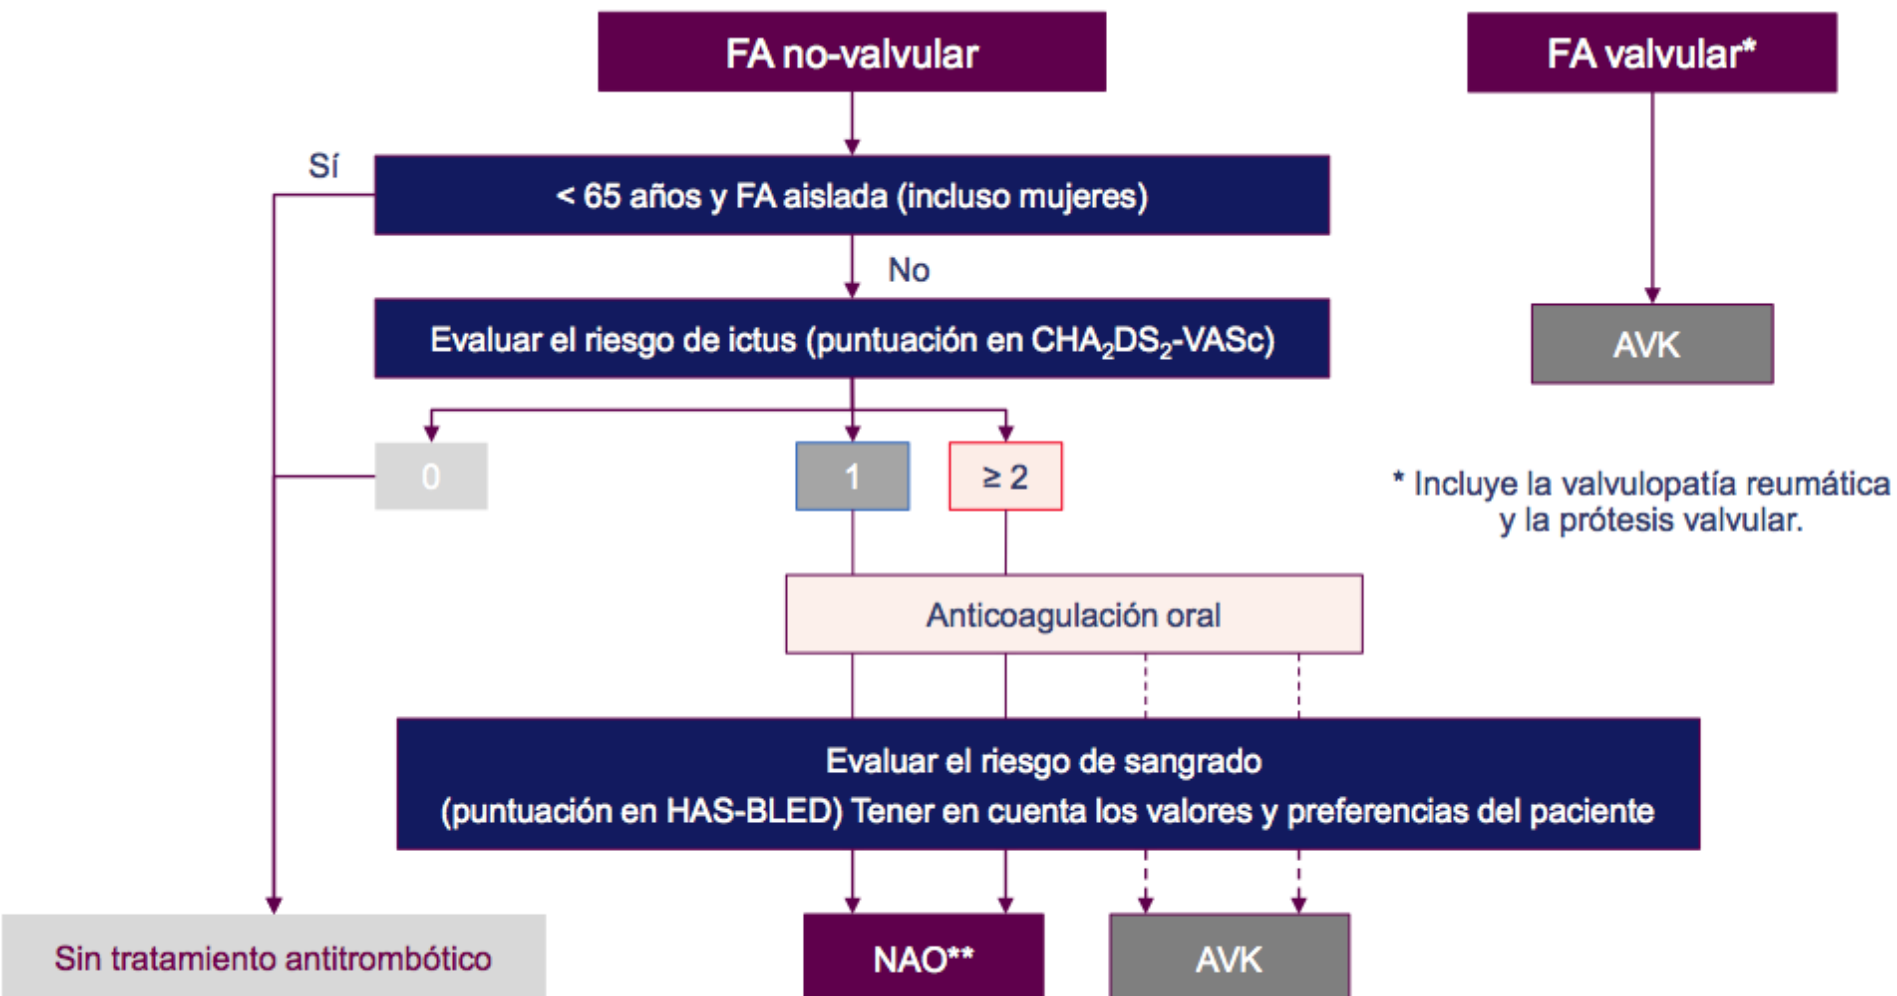 FA no-valvular
FA valvular*
Sí
< 65 años y FA aislada (incluso mujeres)
No
Evaluar el riesgo de ictus (puntuación en CHA₂DS₂-VASc)
AVK
0
1
≥ 2
* Incluye la valvulopatía reumática
y la prótesis valvular.
Anticoagulación oral
Evaluar el riesgo de sangrado
(puntuación en HAS-BLED) Tener en cuenta los valores y preferencias del paciente
Sin tratamiento antitrombótico
NAO**
AVK